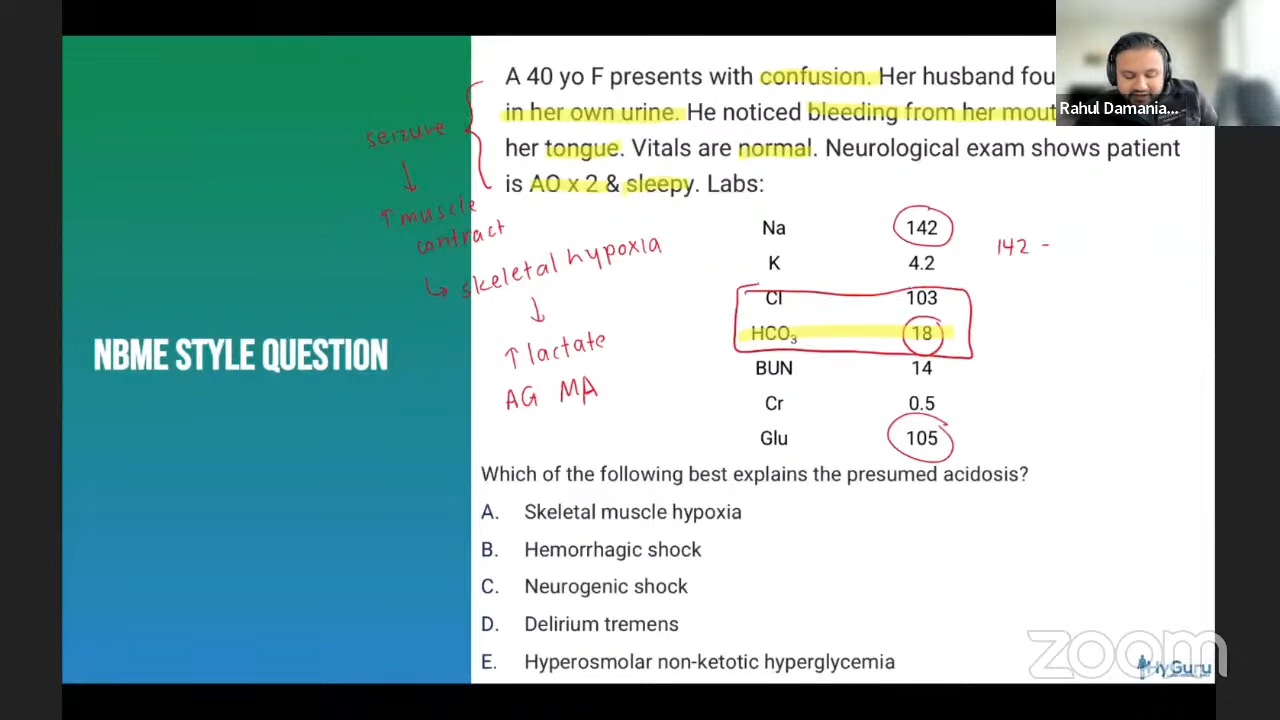 A 40 yo F presents with confusion. Her husband fou
Rahul Damania...
in her own urine. He noticed bleeding from her mout
her tongue. Vitals are normal. Neurological exam shows patient
is AO x 2 & sleepy. Labs:
seizure
↓
↑ muscle
contract
↳ skeletal hypoxia
↓
↑ lactate
AG MA
Na 142
142 -
K 4.2
Cl 103
HCO₃ 18
BUN 14
Cr 0.5
Glu 105
NBME STYLE QUESTION
Which of the following best explains the presumed acidosis?
A. Skeletal muscle hypoxia
B. Hemorrhagic shock
C. Neurogenic shock
D. Delirium tremens
E. Hyperosmolar non-ketotic hyperglycemia
zoom
HyGuru